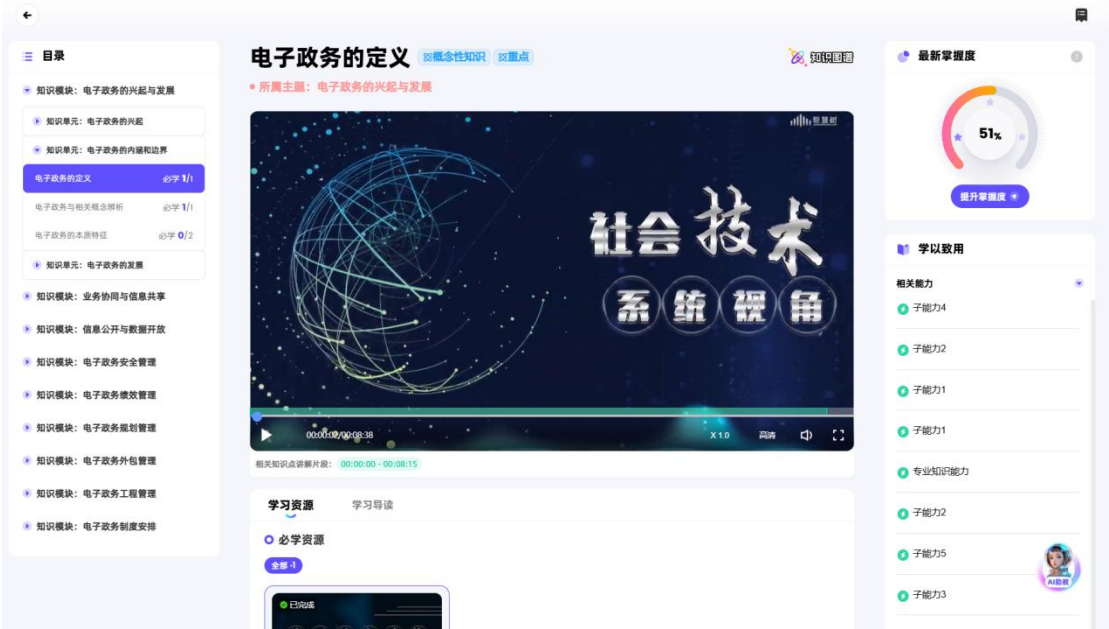 目录
知识模块：电子政务的兴起与发展
知识单元：电子政务的兴起
知识单元：电子政务的内涵和边界
电子政务的定义 必学 1/1
电子政务与相关概念辨析 必学 1/1
电子政务的本质特征 必学 0/2
知识单元：电子政务的发展
知识模块：业务协同与信息共享
知识模块：信息公开与数据开放
知识模块：电子政务安全管理
知识模块：电子政务绩效管理
知识模块：电子政务规划管理
知识模块：电子政务外包管理
知识模块：电子政务工程管理
知识模块：电子政务制度安排
电子政务的定义 概念性知识 重点
知识图谱
所属主题：电子政务的兴起与发展
智慧树
社会技术
系统视角
00:00:02/00:08:38 X 1.0 高清
相关知识点讲解片段： 00:00:00 - 00:08:15
学习资源 学习导读
必学资源
全部·1
已完成
最新掌握度
51%
提升掌握度
学以致用
相关能力
子能力4
子能力2
子能力1
子能力1
专业知识能力
子能力2
子能力5
子能力3
AI助教